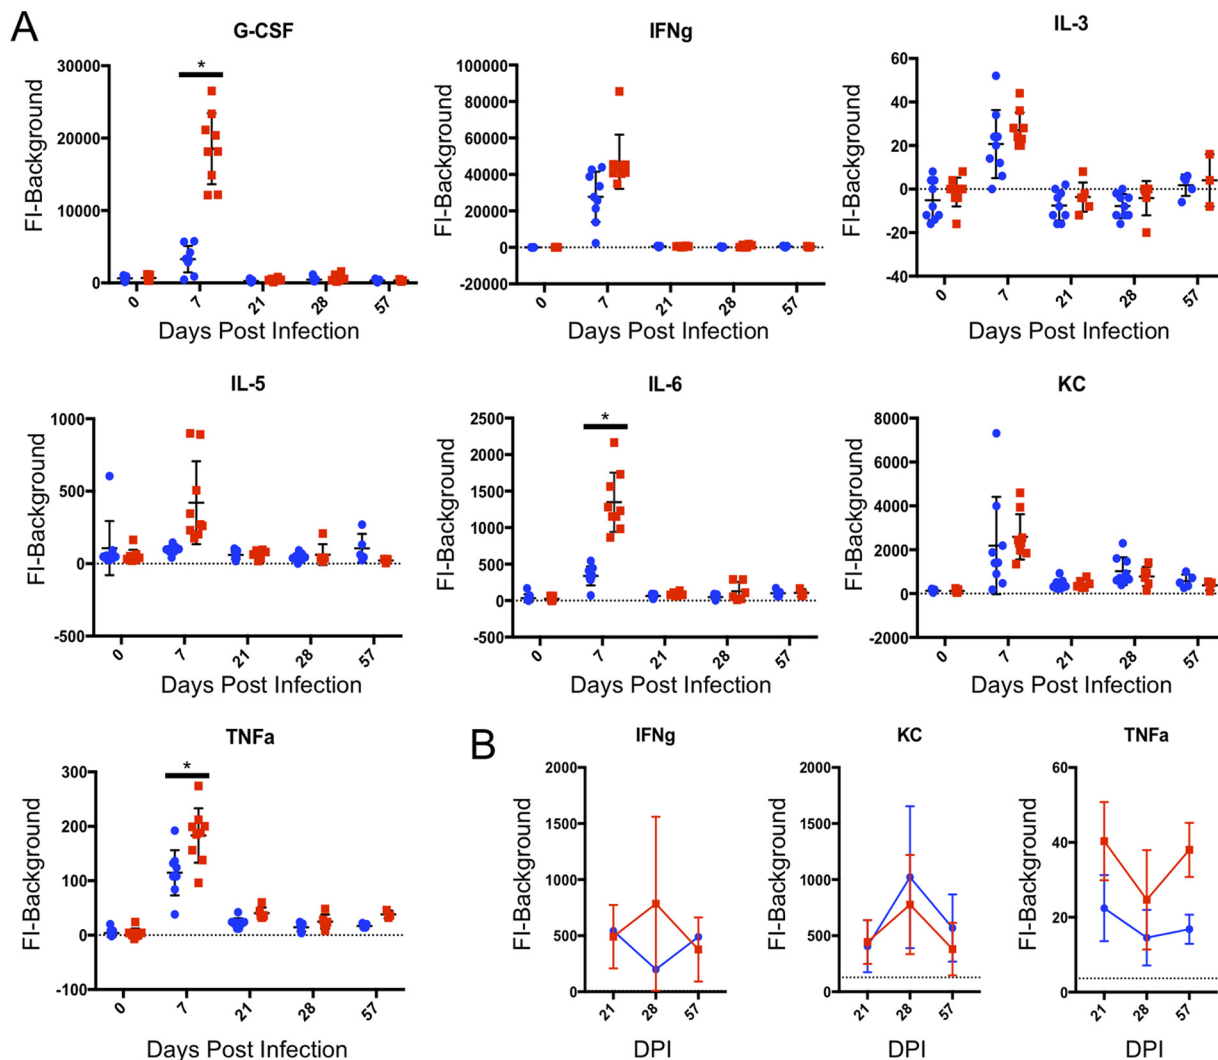 A
G-CSF
FI-Background
30000
20000
10000
0
*
0 7 21 28 57
Days Post Infection
IFNg
FI-Background
100000
80000
60000
40000
20000
0
-20000
0 7 21 28 57
Days Post Infection
IL-3
FI-Background
60
40
20
0
-20
-40
0 7 21 28 57
Days Post Infection
IL-5
FI-Background
1000
500
0
-500
0 7 21 28 57
Days Post Infection
IL-6
FI-Background
2500
2000
1500
1000
500
0
-500
*
0 7 21 28 57
Days Post Infection
KC
FI-Background
8000
6000
4000
2000
0
-2000
0 7 21 28 57
Days Post Infection
TNFa
FI-Background
300
200
100
0
-100
*
0 7 21 28 57
Days Post Infection
B
IFNg
FI-Background
2000
1500
1000
500
0
21 28 57
DPI
KC
FI-Background
2000
1500
1000
500
0
21 28 57
DPI
TNFa
FI-Background
60
40
20
0
21 28 57
DPI